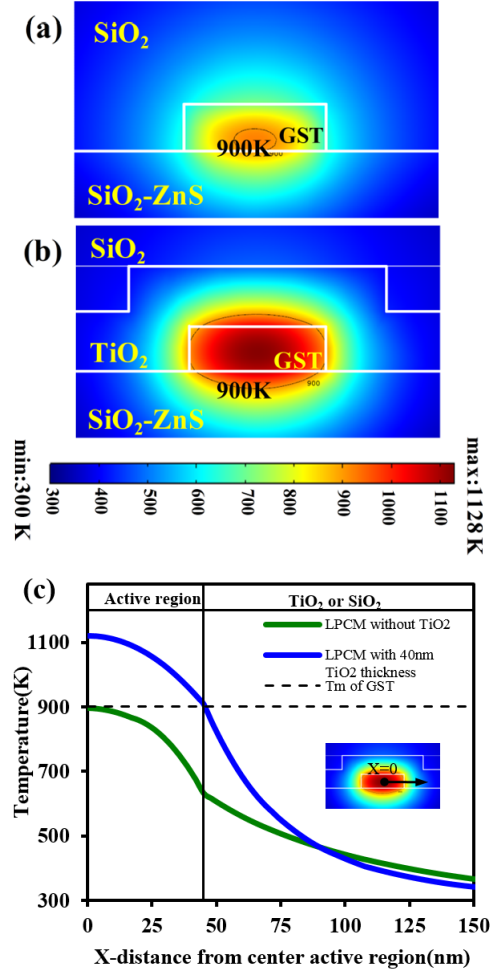 (a)
SiO2
GST
900K
900
SiO2-ZnS
(b)
SiO2
TiO2
GST
900K
900
SiO2-ZnS
min:300 K
max:1128 K
300
400
500
600
700
800
900
1000
1100
(c)
Active region
TiO2 or SiO2
LPCM without TiO2
LPCM with 40nm
TiO2 thickness
Tm of GST
X=0
Temperature(K)
1100
900
700
500
300
0
25
50
75
100
125
150
X-distance from center active region(nm)